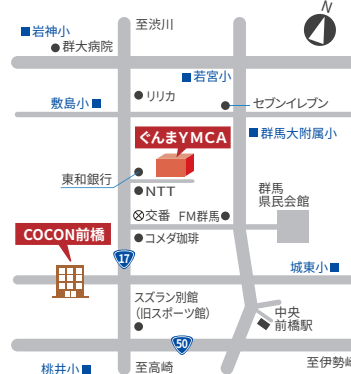 N
至渋川
岩神小
群大病院
若宮小
リリカ
敷島小
セブンイレブン
群馬大附属小
ぐんまYMCA
東和銀行
NTT
交番
FM群馬
群馬
県民会館
コメダ珈琲
COCON前橋
17
城東小
スズラン別館
(旧スポーツ館)
中央
前橋駅
50
桃井小
至高崎
至伊勢崎